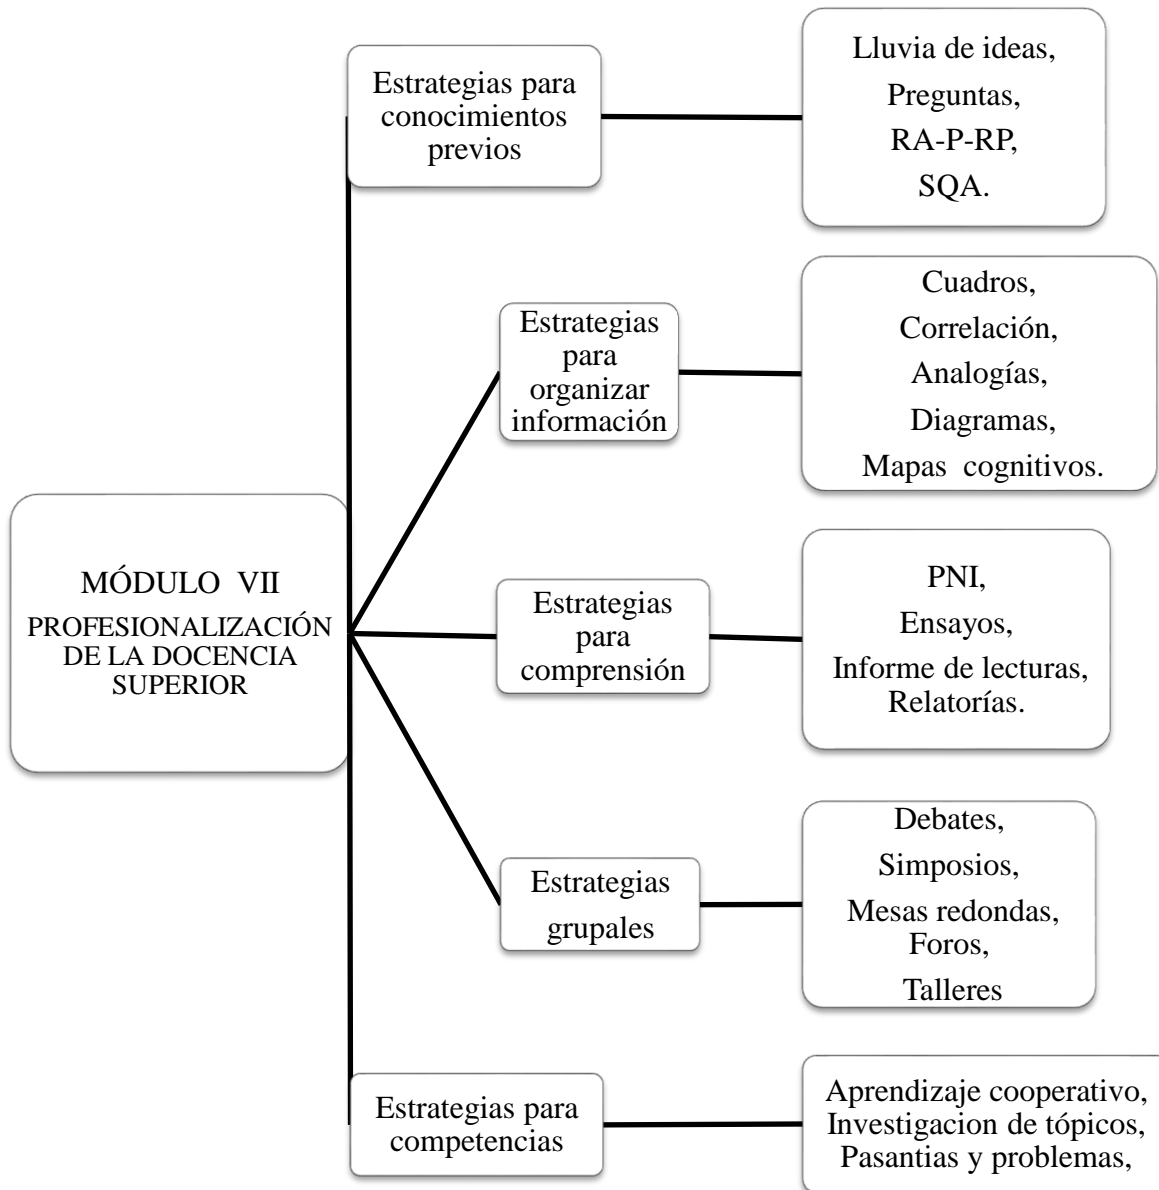 MÓDULO VII
PROFESIONALIZACIÓN
DE LA DOCENCIA
SUPERIOR
Estrategias para
conocimientos
previos
Lluvia de ideas,
Preguntas,
RA-P-RP,
SQA.
Estrategias
para
organizar
información
Cuadros,
Correlación,
Analogías,
Diagramas,
Mapas cognitivos.
Estrategias
para
comprensión
PNI,
Ensayos,
Informe de lecturas,
Relatorías.
Estrategias
grupales
Debates,
Simposios,
Mesas redondas,
Foros,
Talleres
Estrategias para
competencias
Aprendizaje cooperativo,
Investigacion de tópicos,
Pasantias y problemas,